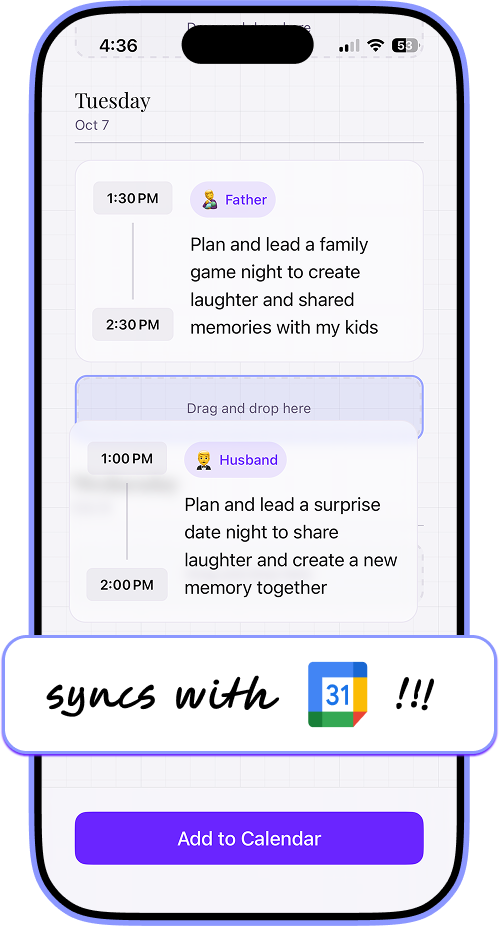 4:36
53
Tuesday
Oct 7
1:30 PM
Father
Plan and lead a family
game night to create
laughter and shared
memories with my kids
2:30 PM
Drag and drop here
1:00 PM
Husband
Plan and lead a surprise
date night to share
laughter and create a new
memory together
2:00 PM
syncs with 31 !!!
Add to Calendar